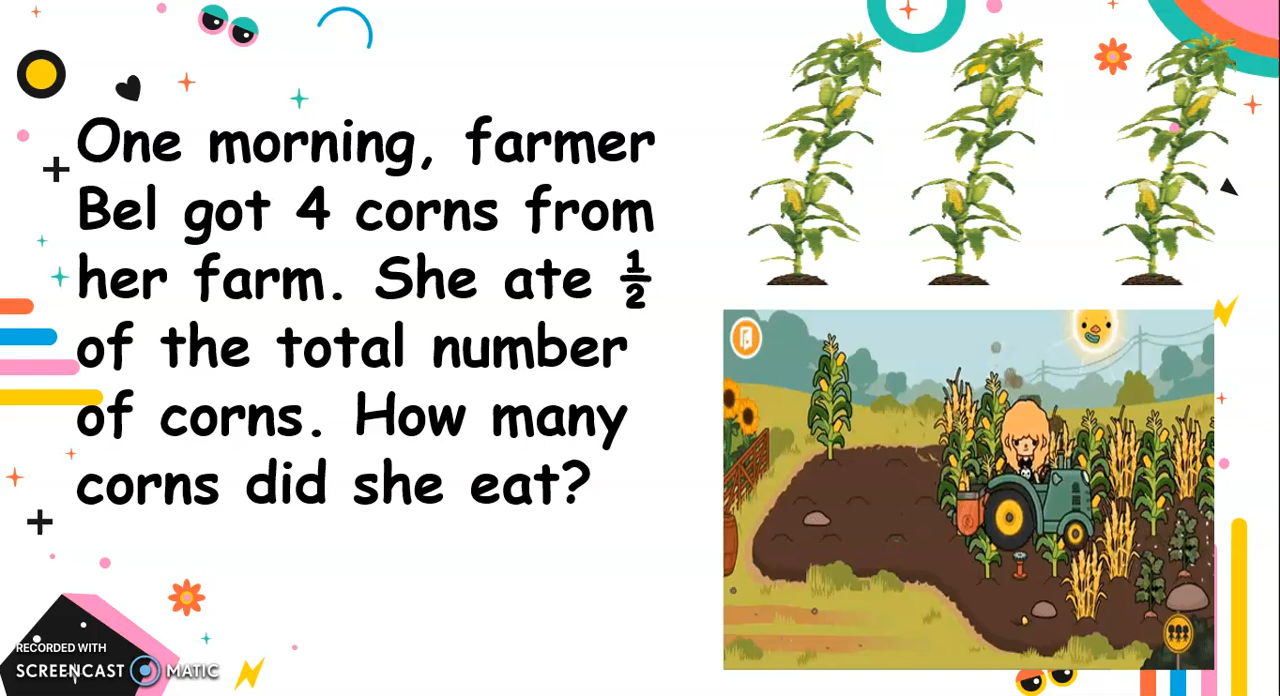 One morning, farmer
Bel got 4 corns from
her farm. She ate ½
of the total number
of corns. How many
corns did she eat?
RECORDED WITH
SCREENCAST MATIC